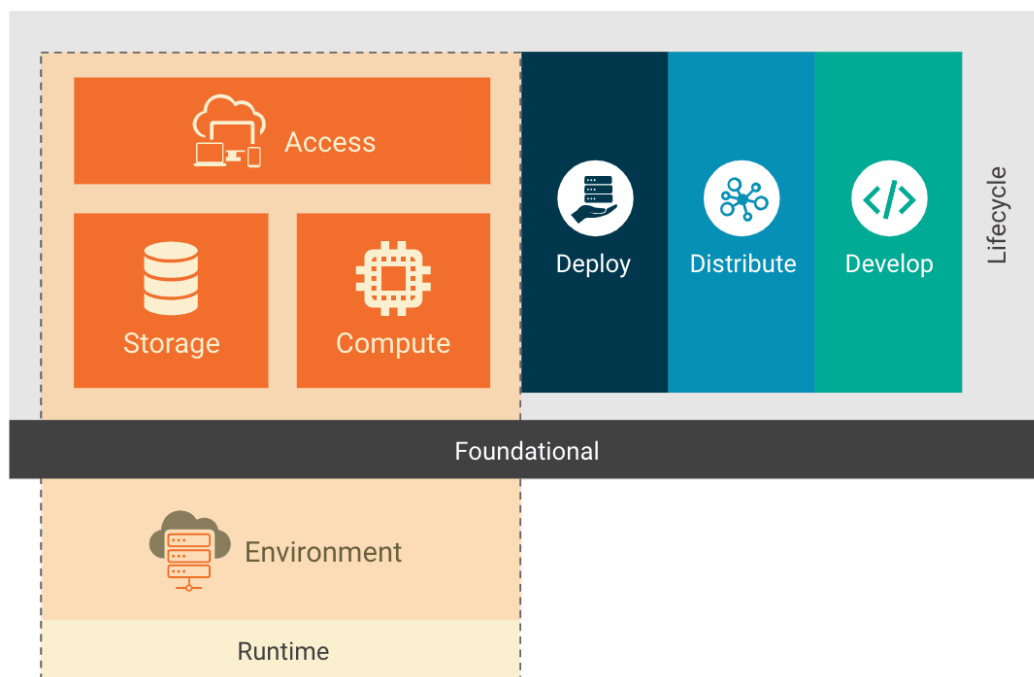 Access
Storage
Compute
Deploy
Distribute
Develop
Lifecycle
Foundational
Environment
Runtime